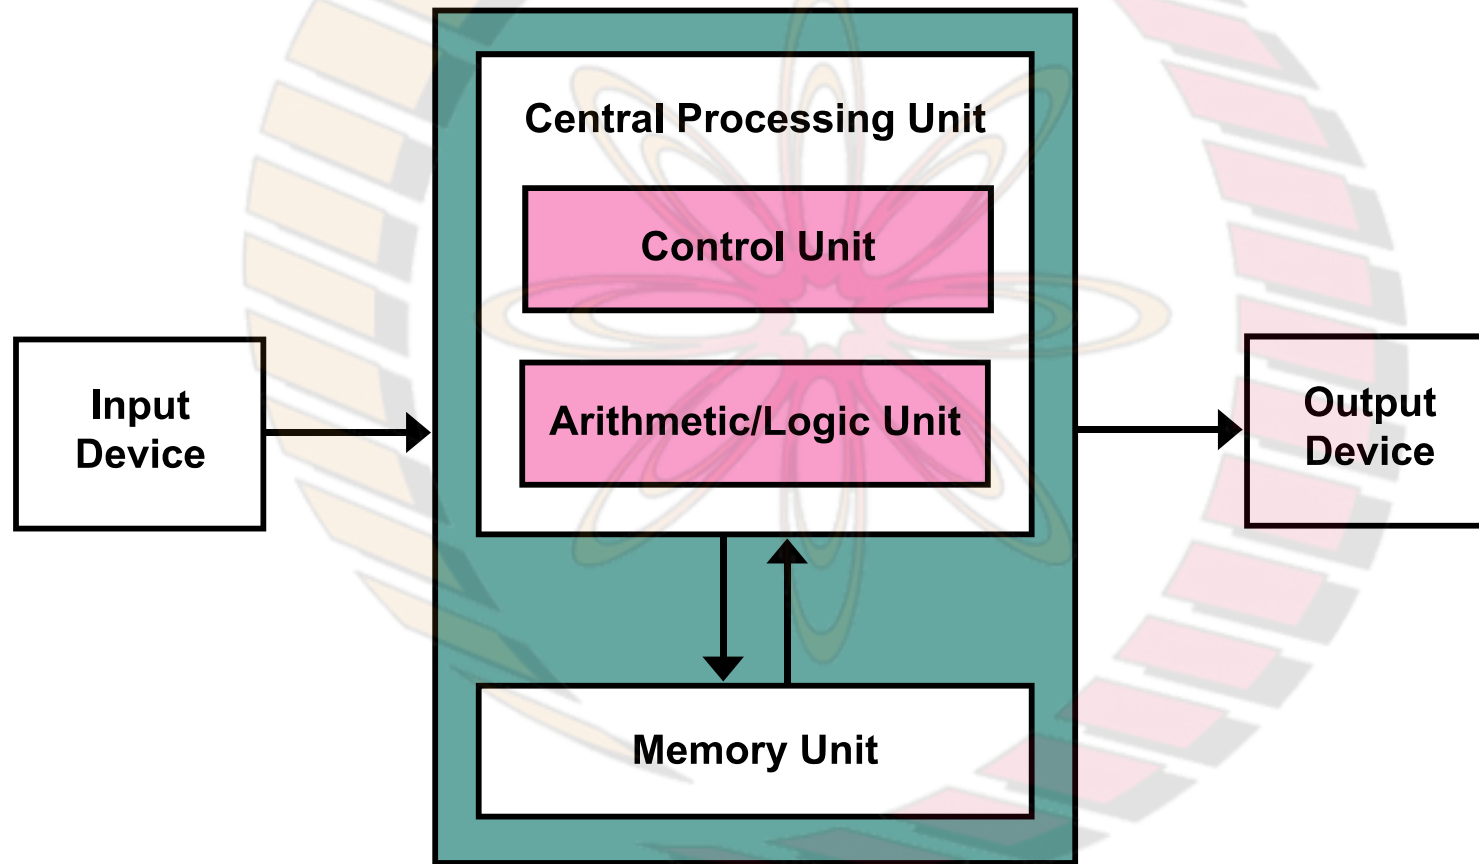 Central Processing Unit
Control Unit
Arithmetic/Logic Unit
Input
Device
Output
Device
Memory Unit